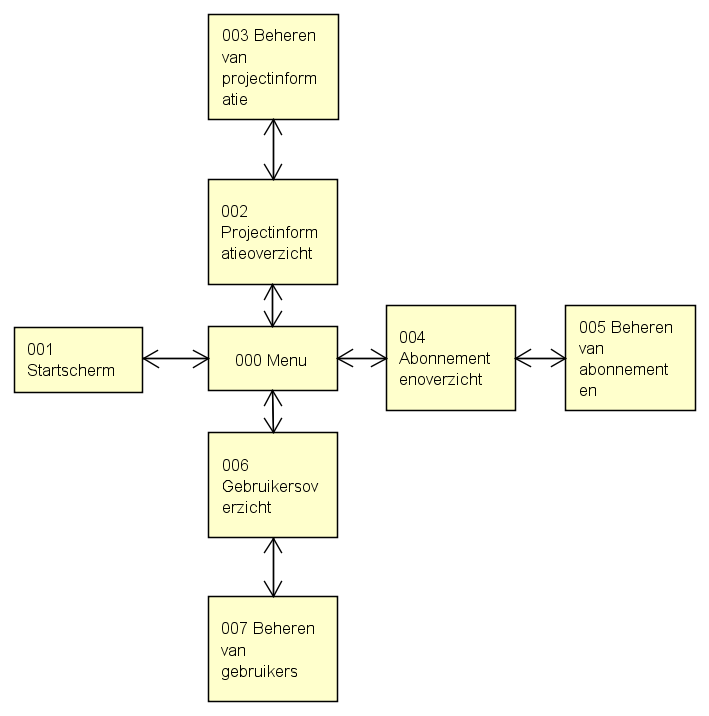 003 Beheren
van
projectinform
atie
002
Projectinform
atieoverzicht
001
Startscherm
000 Menu
004
Abonnement
enoverzicht
005 Beheren
van
abonnement
en
006
Gebruikersov
erzicht
007 Beheren
van
gebruikers